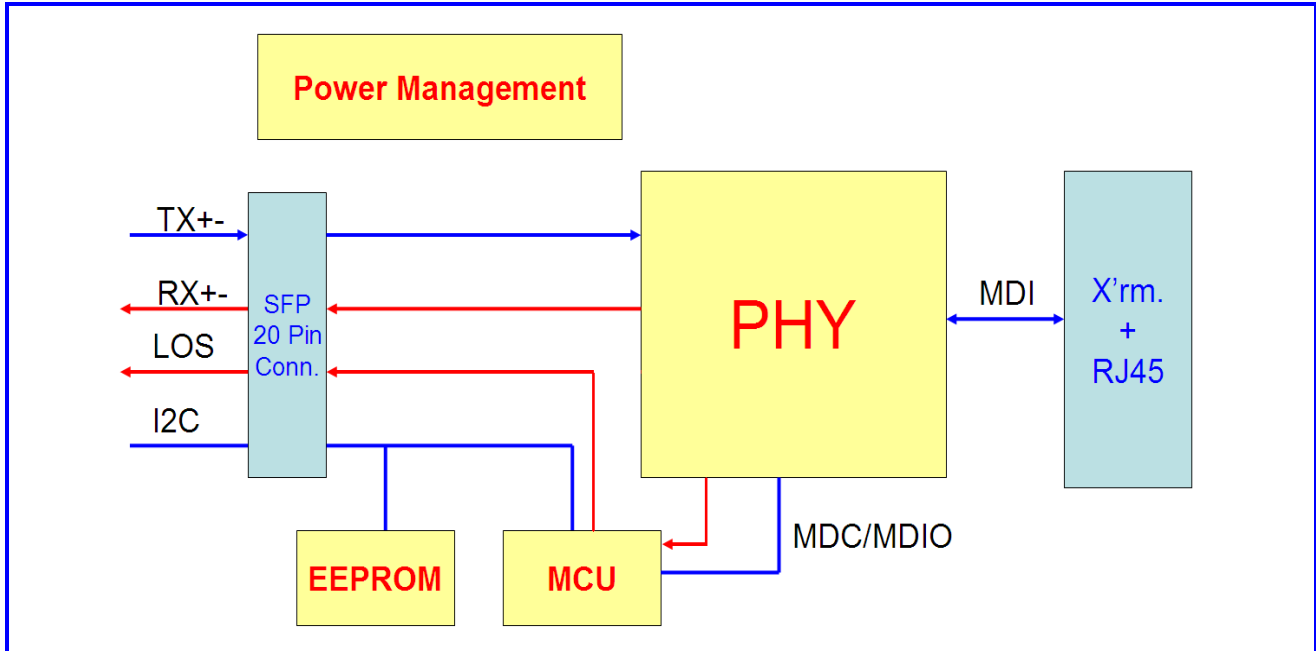 Power Management
TX+-
RX+-
LOS
I2C
SFP
20 Pin
Conn.
PHY
MDI
X'rm.
+
RJ45
EEPROM
MCU
MDC/MDIO